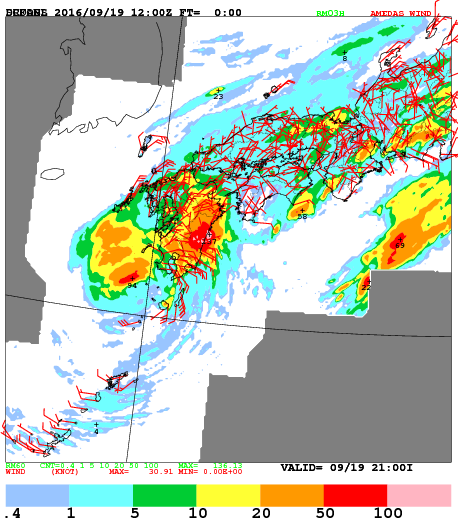 2016/09/19 12:00Z FT= 0:00
RM03H AMEDAS WIND
8
23
58
69
94
4
RM60 CNT=0.4 1 5 10 20 50 100 MAX= 136.13
WIND (KNOT) MAX= 30.91 MIN= 0.00E+00
VALID= 09/19 21:00I
.4 1 5 10 20 50 100